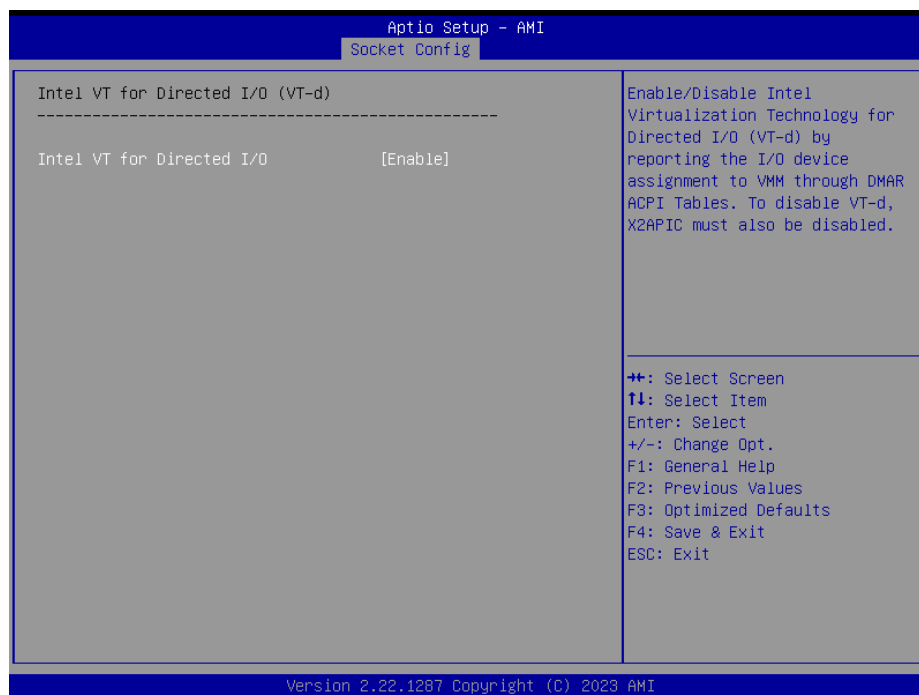 Aptio Setup – AMI
Socket Config
Intel VT for Directed I/O (VT-d)
--------------------------------------------------
Intel VT for Directed I/O [Enable]
Enable/Disable Intel
Virtualization Technology for
Directed I/O (VT-d) by
reporting the I/O device
assignment to VMM through DMAR
ACPI Tables. To disable VT-d,
X2APIC must also be disabled.
→←: Select Screen
↑↓: Select Item
Enter: Select
+/-: Change Opt.
F1: General Help
F2: Previous Values
F3: Optimized Defaults
F4: Save & Exit
ESC: Exit
Version 2.22.1287 Copyright (C) 2023 AMI